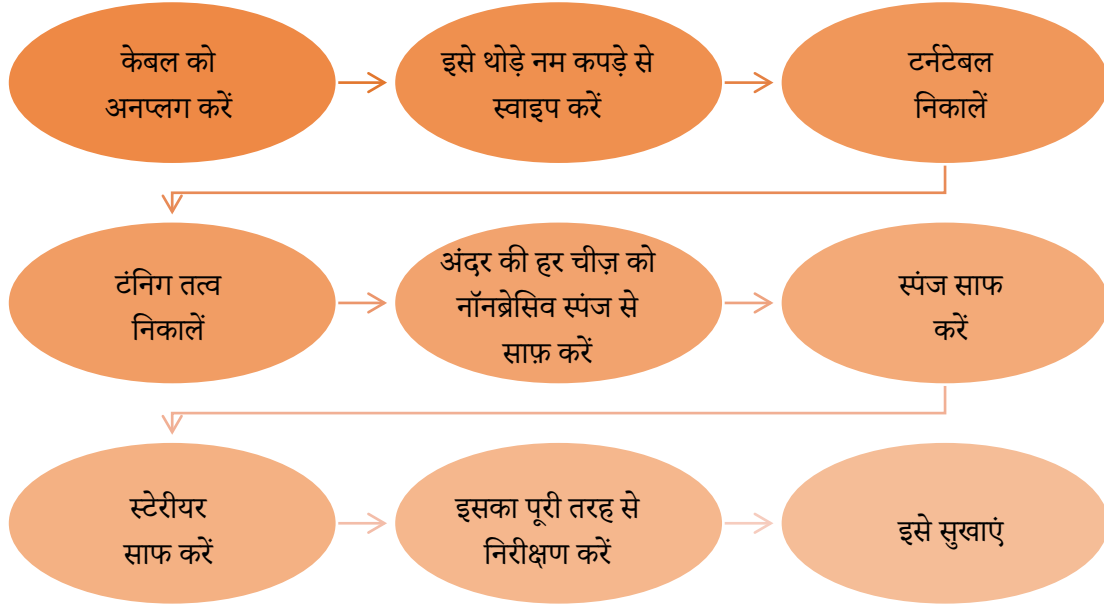 केबल को
अनप्लग करें
इसे थोड़े नम कपड़े से
स्वाइप करें
टर्नटेबल
निकालें
टंनिग तत्व
निकालें
अंदर की हर चीज़ को
नॉनब्रेसिव स्पंज से
साफ़ करें
स्पंज साफ
करें
स्टेरीयर
साफ करें
इसका पूरी तरह से
निरीक्षण करें
इसे सुखाएं